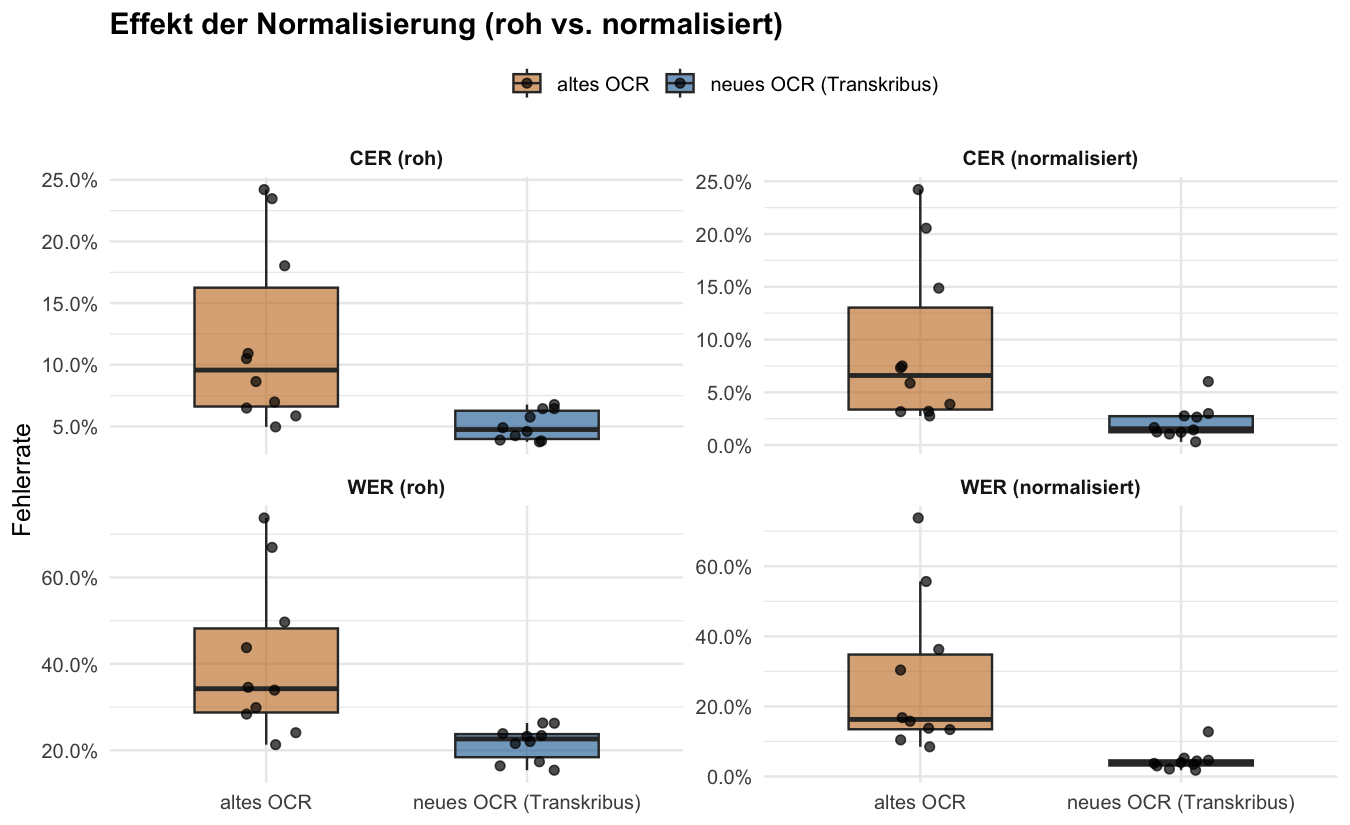 Effekt der Normalisierung (roh vs. normalisiert)
altes OCR neues OCR (Transkribus)
Fehlerrate
CER (roh)
25.0%
20.0%
15.0%
10.0%
5.0%
CER (normalisiert)
25.0%
20.0%
15.0%
10.0%
5.0%
0.0%
WER (roh)
60.0%
40.0%
20.0%
altes OCR neues OCR (Transkribus)
WER (normalisiert)
60.0%
40.0%
20.0%
0.0%
altes OCR neues OCR (Transkribus)